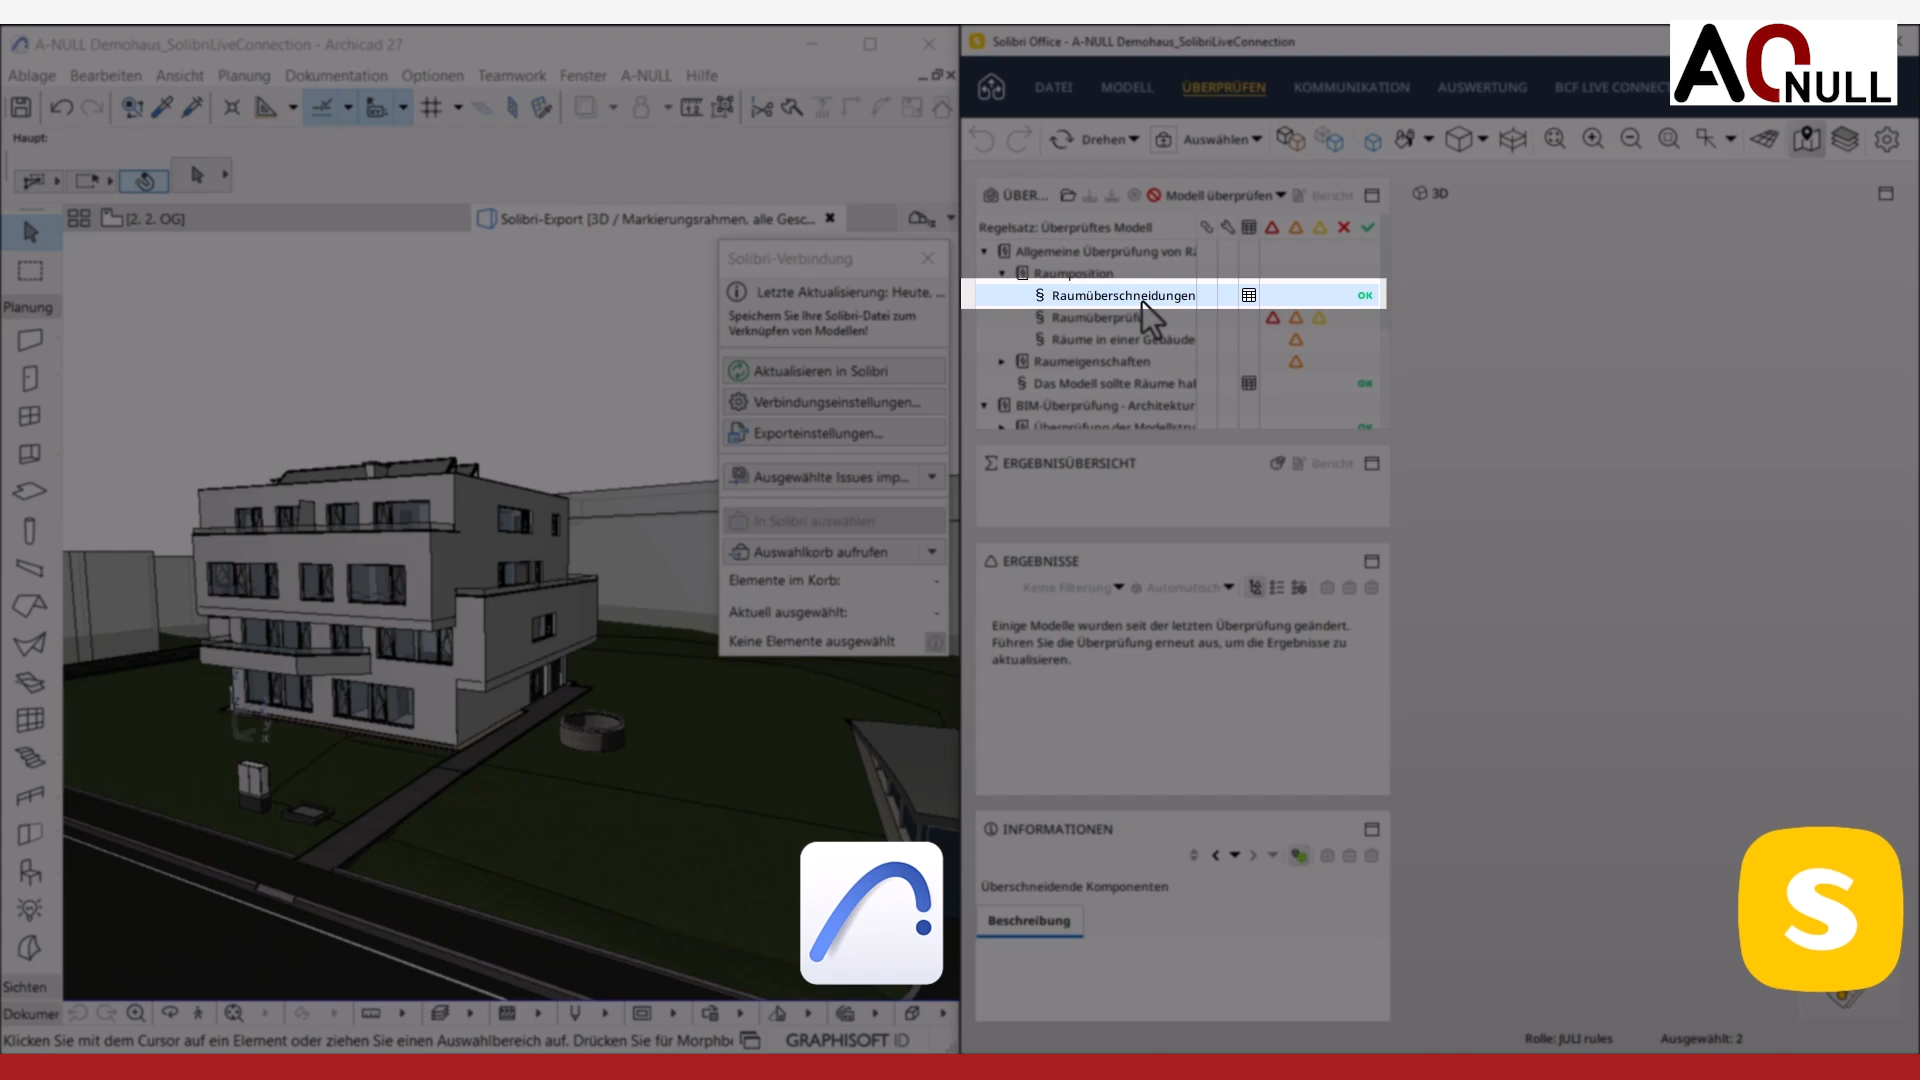 A-NULL Demohaus_SolibriLiveConnection - Archicad 27
Ablage Bearbeiten Ansicht Planung Dokumentation Optionen Teamwork Fenster A-NULL Hilfe
Haupt:
[2. 2. OG]
Solibri-Export [3D / Markierungsrahmen, alle Gesc...
Planung
Solibri-Verbindung
Letzte Aktualisierung: Heute, ...
Speichern Sie Ihre Solibri-Datei zum
Verknüpfen von Modellen!
Aktualisieren in Solibri
Verbindungseinstellungen...
Exporteinstellungen...
Ausgewählte Issues imp...
In Solibri auswählen
Auswahlkorb aufrufen
Elemente im Korb: -
Aktuell ausgewählt: -
Keine Elemente ausgewählt
Sichten
Dokumer
Klicken Sie mit dem Cursor auf ein Element oder ziehen Sie einen Auswahlbereich auf. Drücken Sie für Morphbe
GRAPHISOFT ID
Solibri Office - A-NULL Demohaus_SolibriLiveConnection
A NULL
DATEI MODELL ÜBERPRÜFEN KOMMUNIKATION AUSWERTUNG BCF LIVE CONNECT
Drehen Auswählen
ÜBER... Modell überprüfen Bericht
3D
Regelsatz: Überprüftes Modell
Allgemeine Überprüfung von Rä
Raumposition
§ Raumüberschneidungen OK
§ Raumüberprüf
§ Räume in einer Gebäude
Raumeigenschaften
§ Das Modell sollte Räume hal OK
BIM-Überprüfung - Architektur
Überprüfung der Modellstru OK
ERGEBNISÜBERSICHT Bericht
ERGEBNISSE
Keine Filterung Automatisch
Einige Modelle wurden seit der letzten Überprüfung geändert.
Führen Sie die Überprüfung erneut aus, um die Ergebnisse zu
aktualisieren.
INFORMATIONEN
Überschneidende Komponenten
Beschreibung
S
Rolle: JULI rules
Ausgewählt: 2